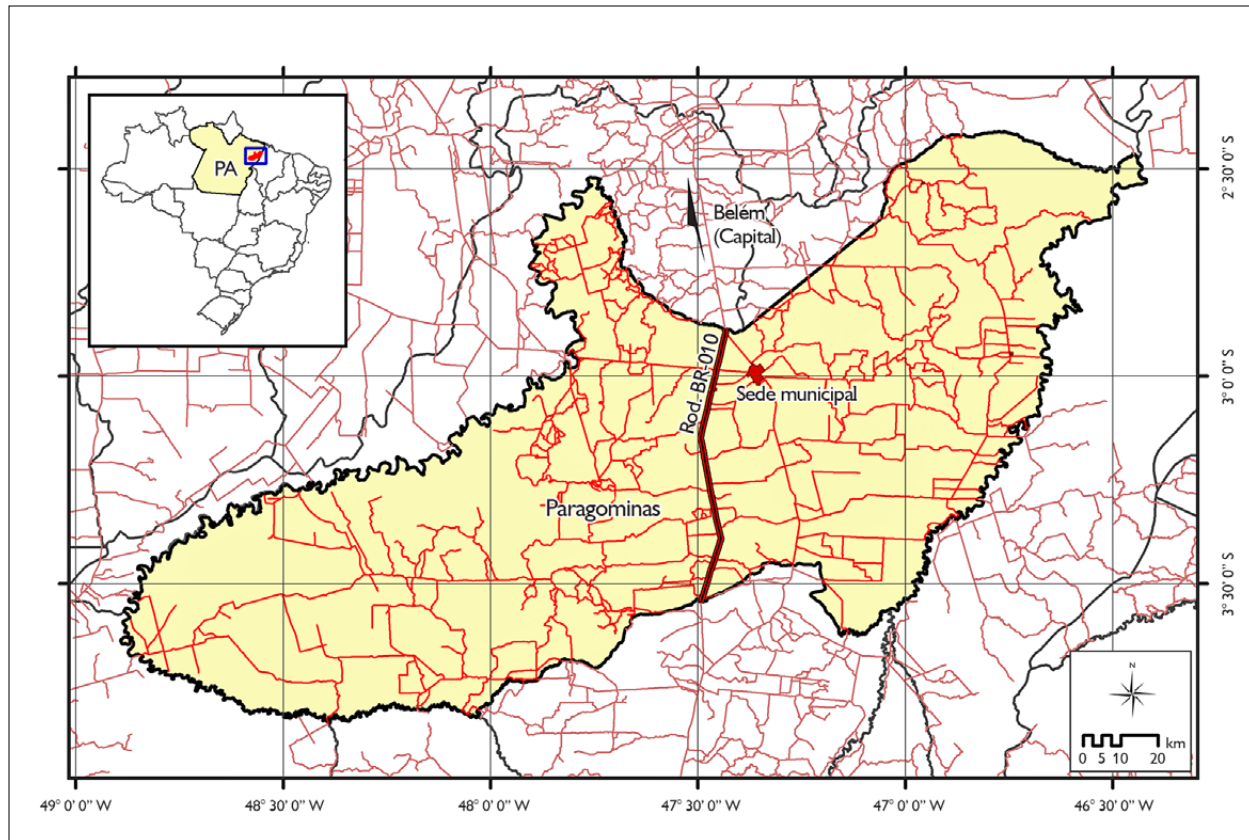 PA
Belém
(Capital)
Rod. BR-010
Sede municipal
Paragominas
2° 30' 0'' S
3° 0' 0'' S
3° 30' 0'' S
N
km
0 5 10 20
49° 0' 0'' W
48° 30' 0'' W
48° 0' 0'' W
47° 30' 0'' W
47° 0' 0'' W
46° 30' 0'' W